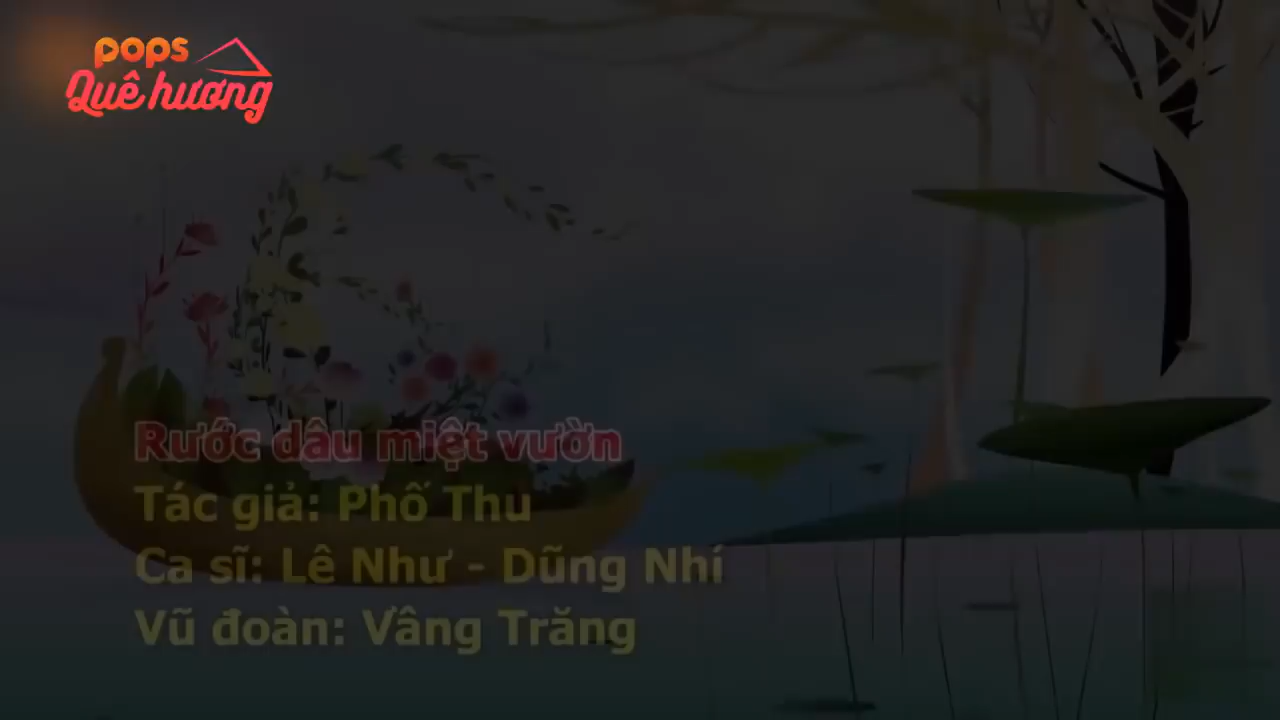 POPS
Quê hương
Rước dâu miệt vườn
Tác giả: Phố Thu
Ca sĩ: Lê Như - Dũng Nhí
Vũ đoàn: Vâng Trăng